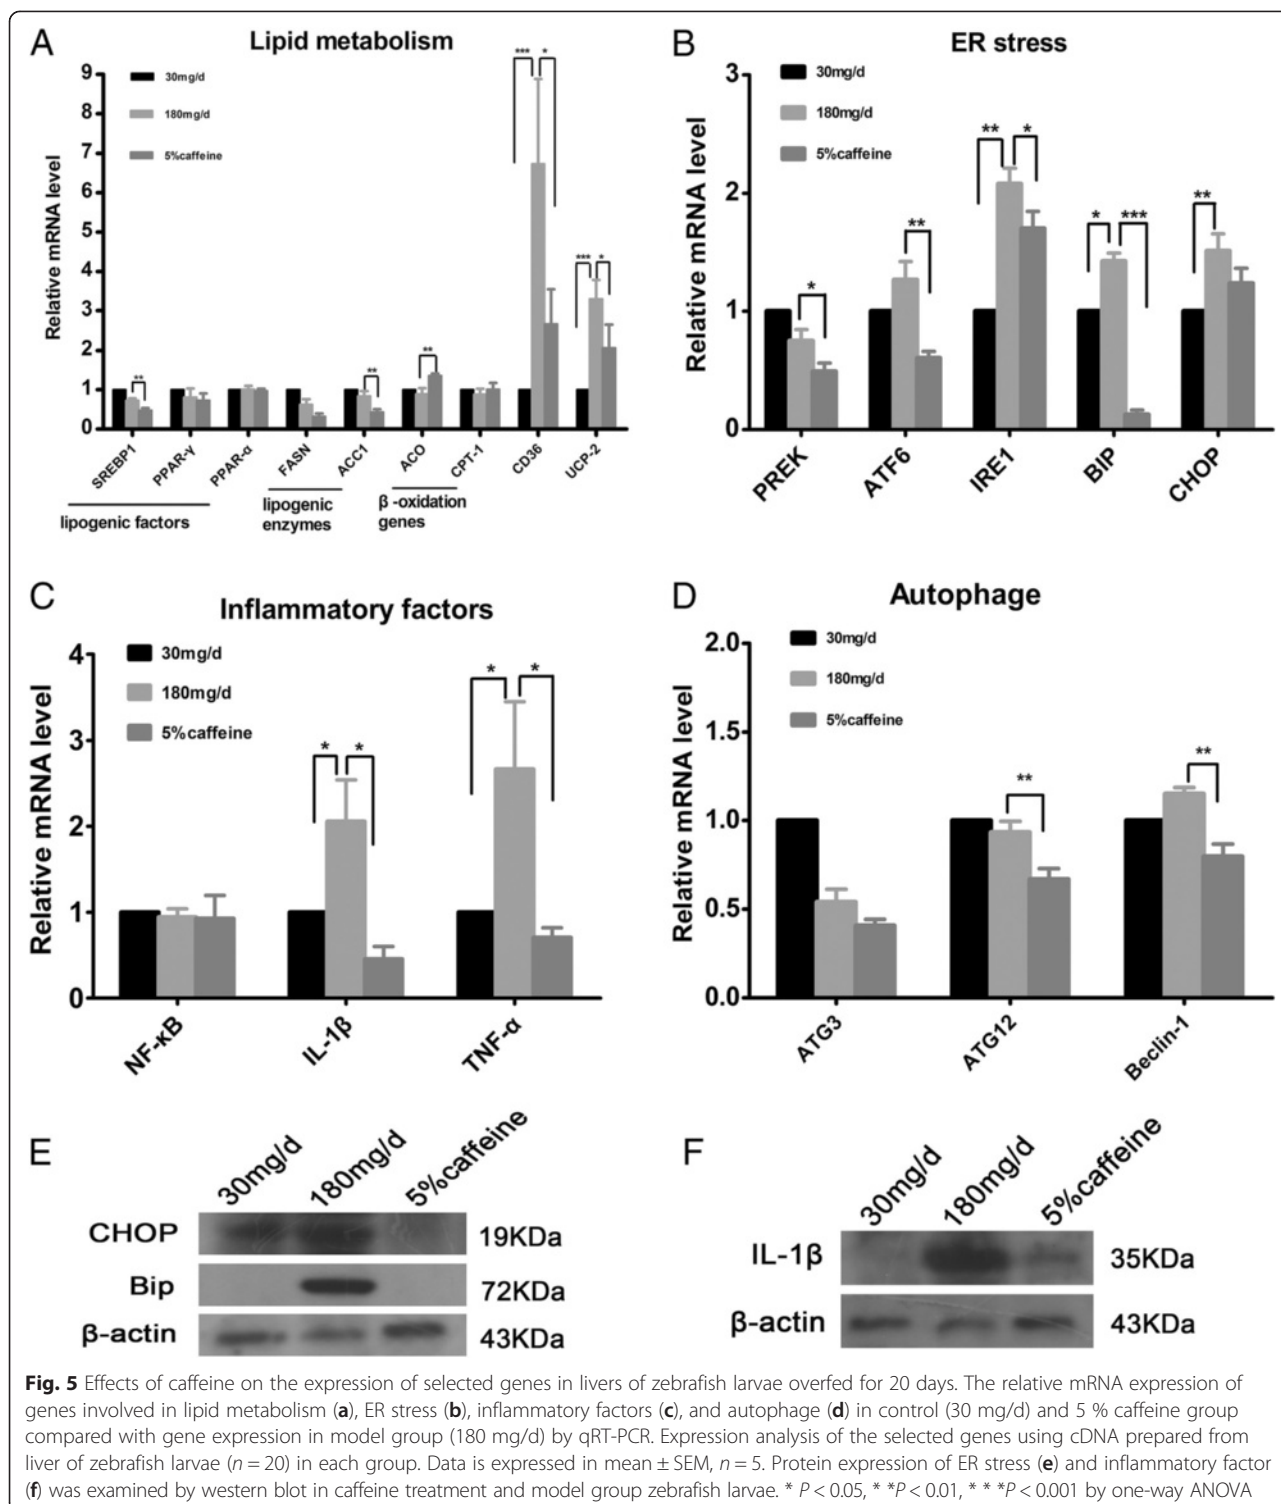 A
Lipid metabolism
Relative mRNA level
9
8
7
6
5
4
3
2
1
0
30mg/d
180mg/d
5%caffeine
** ** ** *** * *** *
SREBP1 PPAR-γ PPAR-α FASN ACC1 ACO CPT-1 CD36 UCP-2
lipogenic factors
lipogenic
enzymes
β -oxidation
genes
B
ER stress
Relative mRNA level
3
2
1
0
30mg/d
180mg/d
5%caffeine
* ** ** * * *** **
PREK ATF6 IRE1 BIP CHOP
C
Inflammatory factors
Relative mRNA level
4
3
2
1
0
30mg/d
180mg/d
5%caffeine
* * * *
NF-κB IL-1β TNF-α
D
Autophage
Relative mRNA level
2.0
1.5
1.0
0.5
0.0
30mg/d
180mg/d
5%caffeine
** **
ATG3 ATG12 Beclin-1
E
30mg/d 180mg/d 5%caffeine
CHOP 19KDa
Bip 72KDa
β-actin 43KDa
F
30mg/d 180mg/d 5%caffeine
IL-1β 35KDa
β-actin 43KDa
Fig. 5 Effects of caffeine on the expression of selected genes in livers of zebrafish larvae overfed for 20 days. The relative mRNA expression of
genes involved in lipid metabolism (a), ER stress (b), inflammatory factors (c), and autophage (d) in control (30 mg/d) and 5 % caffeine group
compared with gene expression in model group (180 mg/d) by qRT-PCR. Expression analysis of the selected genes using cDNA prepared from
liver of zebrafish larvae (n = 20) in each group. Data is expressed in mean ± SEM, n = 5. Protein expression of ER stress (e) and inflammatory factor
(f) was examined by western blot in caffeine treatment and model group zebrafish larvae. * P < 0.05, * *P < 0.01, * * *P < 0.001 by one-way ANOVA